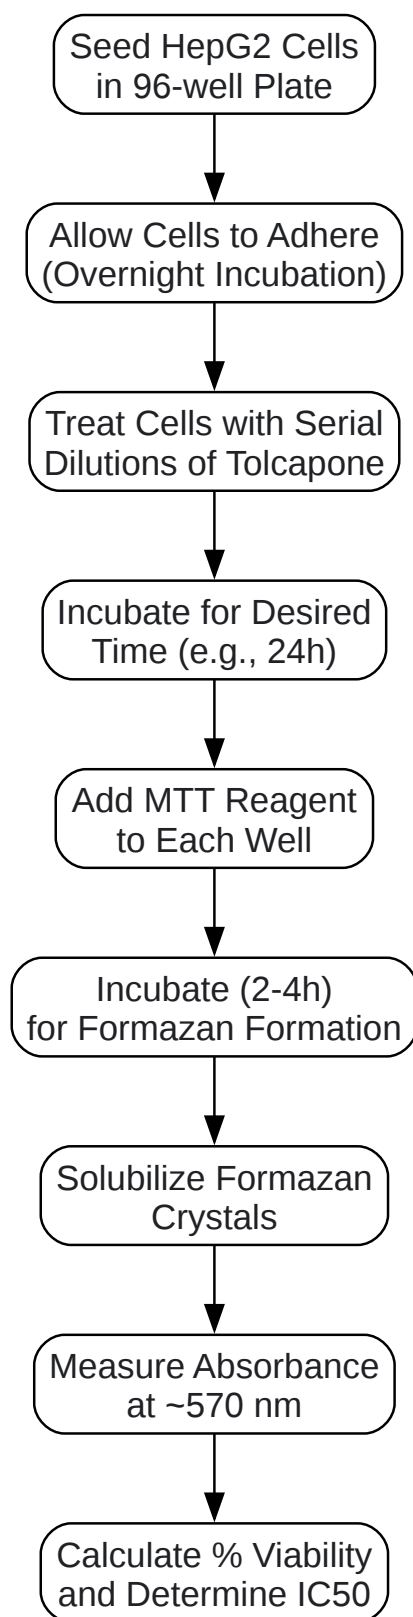 Seed HepG2 Cells
in 96-well Plate
Allow Cells to Adhere
(Overnight Incubation)
Treat Cells with Serial
Dilutions of Tolcapone
Incubate for Desired
Time (e.g., 24h)
Add MTT Reagent
to Each Well
Incubate (2-4h)
for Formazan Formation
Solubilize Formazan
Crystals
Measure Absorbance
at ~570 nm
Calculate % Viability
and Determine IC50